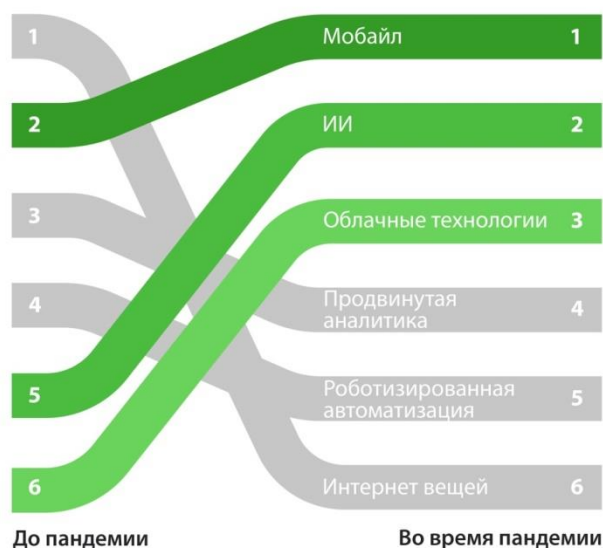 1 Мобайл 1
2 ИИ 2
3 Облачные технологии 3
4 Продвинутая
аналитика 4
5 Роботизированная
автоматизация 5
6 Интернет вещей 6
До пандемии Во время пандемии